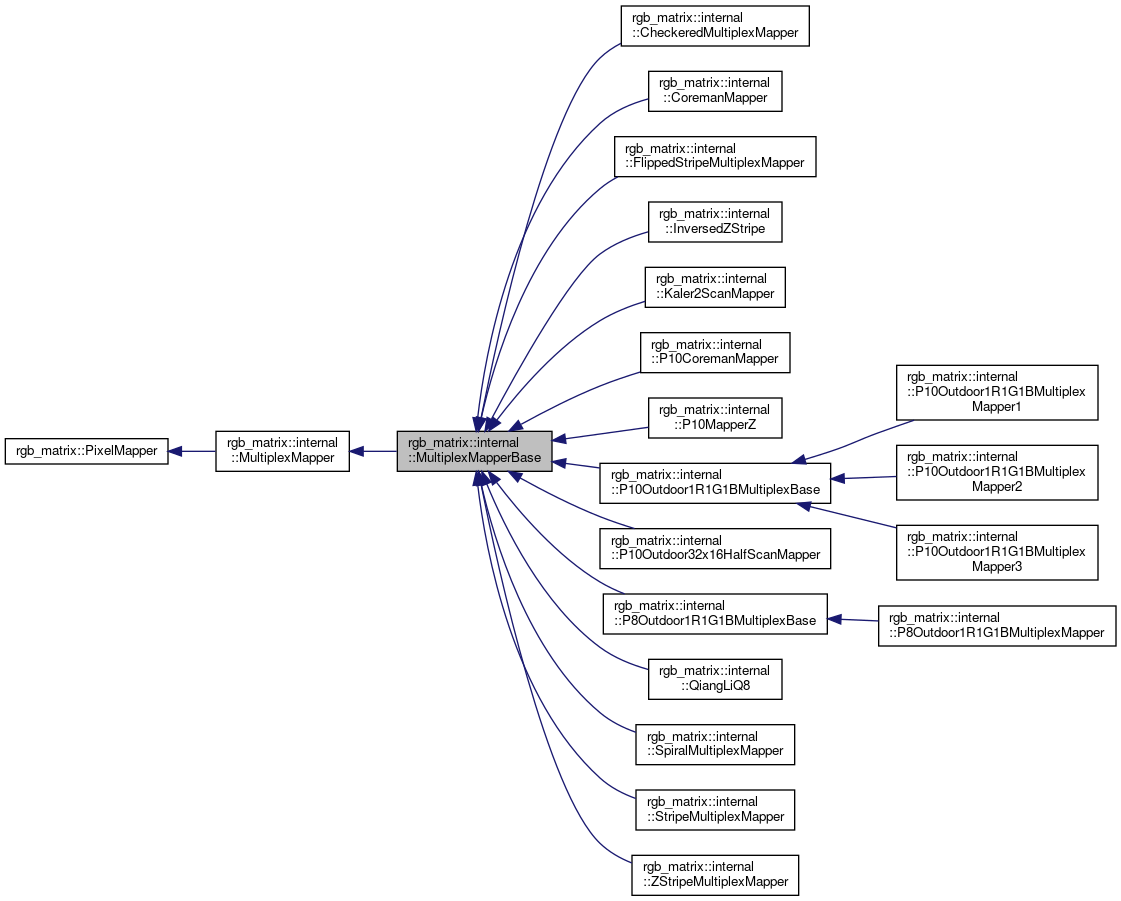 rgb_matrix::PixelMapper
rgb_matrix::internal
::MultiplexMapper
rgb_matrix::internal
::MultiplexMapperBase
rgb_matrix::internal
::CheckeredMultiplexMapper
rgb_matrix::internal
::CoremanMapper
rgb_matrix::internal
::FlippedStripeMultiplexMapper
rgb_matrix::internal
::InversedZStripe
rgb_matrix::internal
::Kaler2ScanMapper
rgb_matrix::internal
::P10CoremanMapper
rgb_matrix::internal
::P10MapperZ
rgb_matrix::internal
::P10Outdoor1R1G1BMultiplexBase
rgb_matrix::internal
::P10Outdoor32x16HalfScanMapper
rgb_matrix::internal
::P8Outdoor1R1G1BMultiplexBase
rgb_matrix::internal
::QiangLiQ8
rgb_matrix::internal
::SpiralMultiplexMapper
rgb_matrix::internal
::StripeMultiplexMapper
rgb_matrix::internal
::ZStripeMultiplexMapper
rgb_matrix::internal
::P10Outdoor1R1G1BMultiplex
Mapper1
rgb_matrix::internal
::P10Outdoor1R1G1BMultiplex
Mapper2
rgb_matrix::internal
::P10Outdoor1R1G1BMultiplex
Mapper3
rgb_matrix::internal
::P8Outdoor1R1G1BMultiplexMapper